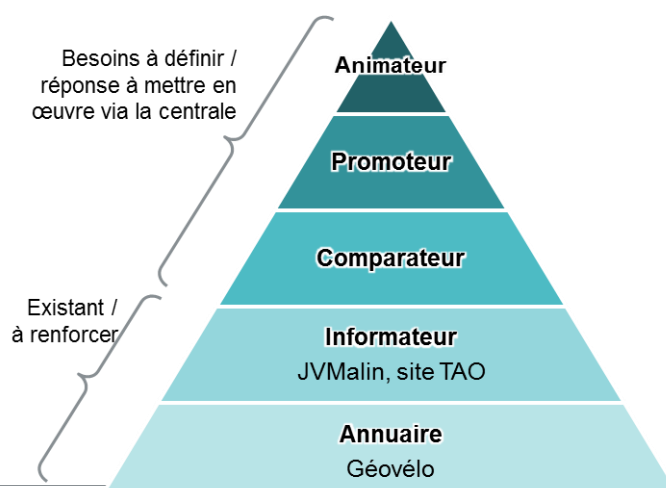 Besoins à définir /
réponse à mettre en
œuvre via la centrale
Animateur
Promoteur
Comparateur
Existant /
à renforcer
Informateur
JVMalin, site TAO
Annuaire
Géovélo